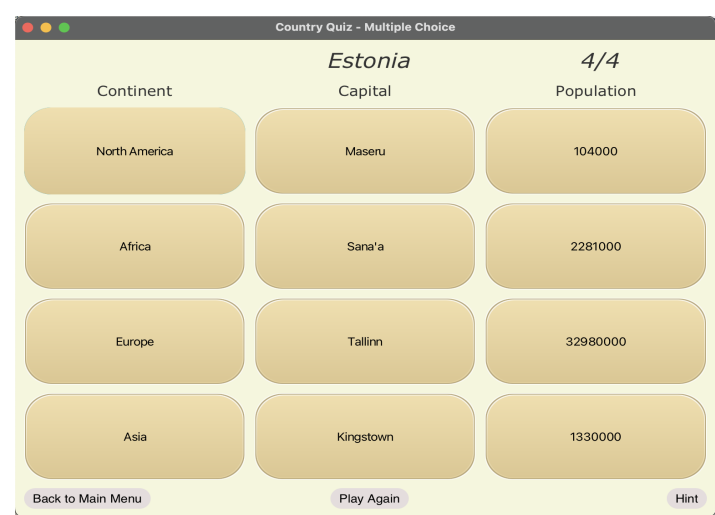 Country Quiz - Multiple Choice
Estonia 4/4
Continent Capital Population
North America Maseru 104000
Africa Sana'a 2281000
Europe Tallinn 32980000
Asia Kingstown 1330000
Back to Main Menu Play Again Hint